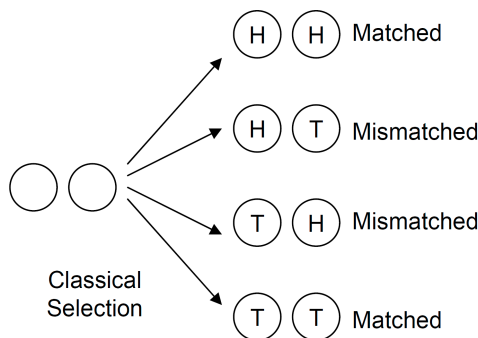 H H Matched
H T Mismatched
T H Mismatched
Classical
Selection
T T Matched